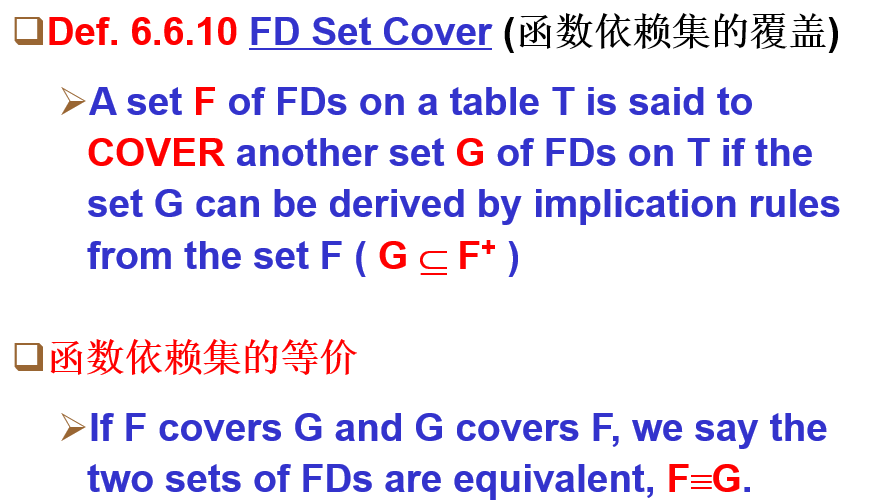 ❑Def. 6.6.10 FD Set Cover (函数依赖集的覆盖)
➢A set F of FDs on a table T is said to
COVER another set G of FDs on T if the
set G can be derived by implication rules
from the set F ( G ⊆ F⁺ )
❑函数依赖集的等价
➢If F covers G and G covers F, we say the
two sets of FDs are equivalent, F≡G.